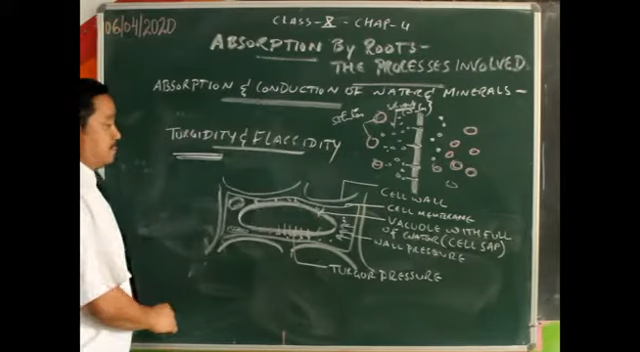 06/04/2020
CLASS-X-CHAP-4
ABSORPTION By ROOTS-
THE PROCESSES INVOLVED.
ABSORPTION & CONDUCTION OF WATER & MINERALS-
TURGIDITY & FLACCIDITY
CELL WALL
CELL MEMBRANE
VACUOLE WITH FULL
OF WATER (CELL SAP)
WALL PRESSURE
TURGOR PRESSURE